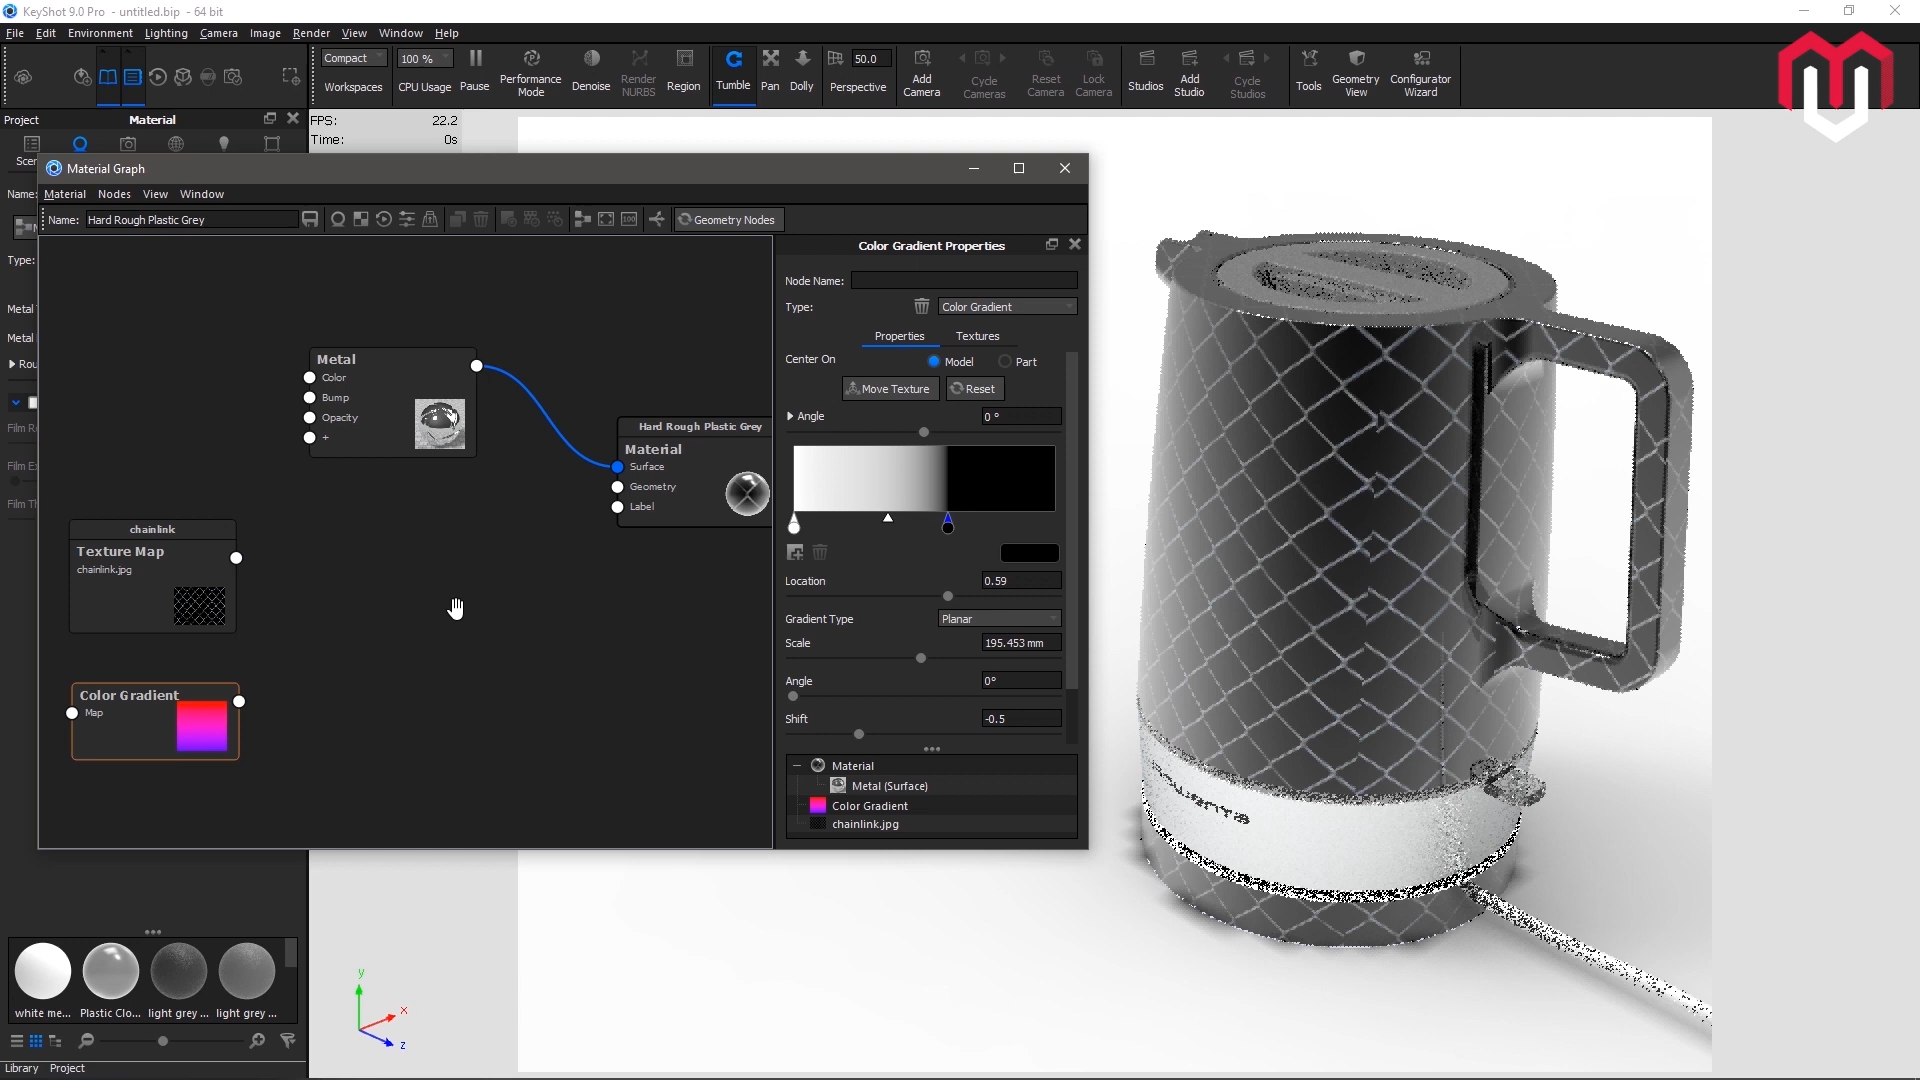 KeyShot 9.0 Pro - untitled.bip - 64 bit
File Edit Environment Lighting Camera Image Render View Window Help
Compact
Workspaces
100 %
CPU Usage
Pause
Performance Mode
Denoise
Render NURBS
Region
Tumble
Pan
Dolly
50.0
Perspective
Add Camera
Cycle Cameras
Reset Camera
Lock Camera
Studios
Add Studio
Cycle Studios
Tools
Geometry View
Configurator Wizard
Project
Material
FPS: 22.2
Time: 0s
Scen
Name:
Type:
Metal
Metal
Rou
Film R
Film E
Film T
Material Graph
Material Nodes View Window
Name: Hard Rough Plastic Grey
Geometry Nodes
Metal
Color
Bump
Opacity
+
Hard Rough Plastic Grey
Material
Surface
Geometry
Label
chainlink
Texture Map
chainlink.jpg
Color Gradient
Map
Color Gradient Properties
Node Name:
Type: Color Gradient
Properties Textures
Center On Model Part
Move Texture Reset
Angle 0 °
Location 0.59
Gradient Type Planar
Scale 195.453 mm
Angle 0°
Shift -0.5
Material
Metal (Surface)
Color Gradient
chainlink.jpg
white me... Plastic Clo... light grey ... light grey ...
Library Project
y
x
z